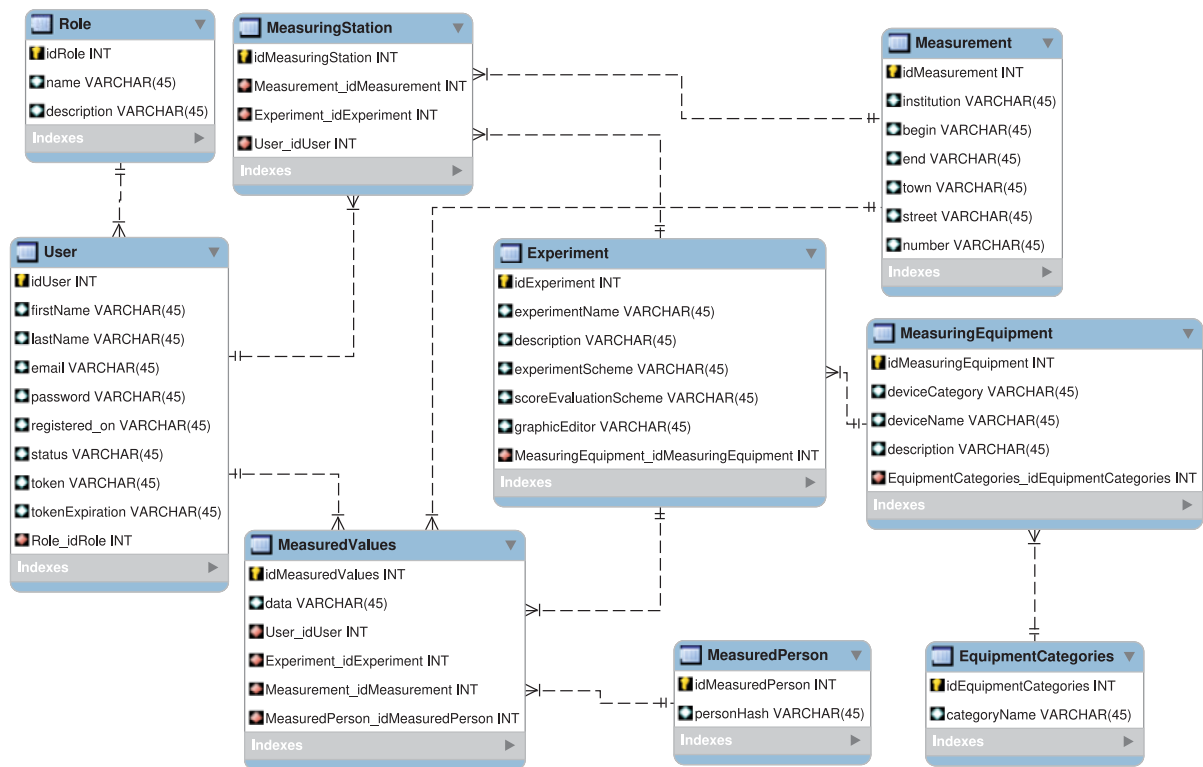 Role
idRole INT
name VARCHAR(45)
description VARCHAR(45)
Indexes
MeasuringStation
idMeasuringStation INT
Measurement_idMeasurement INT
Experiment_idExperiment INT
User_idUser INT
Indexes
Measurement
idMeasurement INT
institution VARCHAR(45)
begin VARCHAR(45)
end VARCHAR(45)
town VARCHAR(45)
street VARCHAR(45)
number VARCHAR(45)
Indexes
User
idUser INT
firstName VARCHAR(45)
lastName VARCHAR(45)
email VARCHAR(45)
password VARCHAR(45)
registered_on VARCHAR(45)
status VARCHAR(45)
token VARCHAR(45)
tokenExpiration VARCHAR(45)
Role_idRole INT
Indexes
Experiment
idExperiment INT
experimentName VARCHAR(45)
description VARCHAR(45)
experimentScheme VARCHAR(45)
scoreEvaluationScheme VARCHAR(45)
graphicEditor VARCHAR(45)
MeasuringEquipment_idMeasuringEquipment INT
Indexes
MeasuringEquipment
idMeasuringEquipment INT
deviceCategory VARCHAR(45)
deviceName VARCHAR(45)
description VARCHAR(45)
EquipmentCategories_idEquipmentCategories INT
Indexes
MeasuredValues
idMeasuredValues INT
data VARCHAR(45)
User_idUser INT
Experiment_idExperiment INT
Measurement_idMeasurement INT
MeasuredPerson_idMeasuredPerson INT
Indexes
MeasuredPerson
idMeasuredPerson INT
personHash VARCHAR(45)
Indexes
EquipmentCategories
idEquipmentCategories INT
categoryName VARCHAR(45)
Indexes